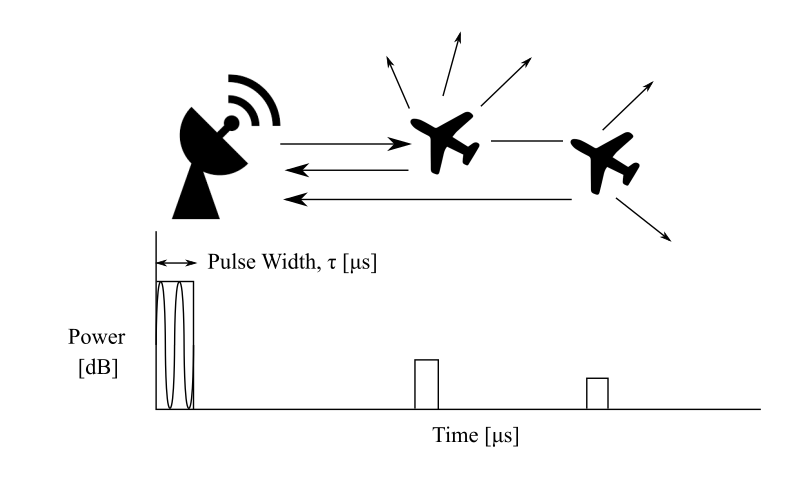 Pulse Width, τ [μs]
Power
[dB]
Time [μs]